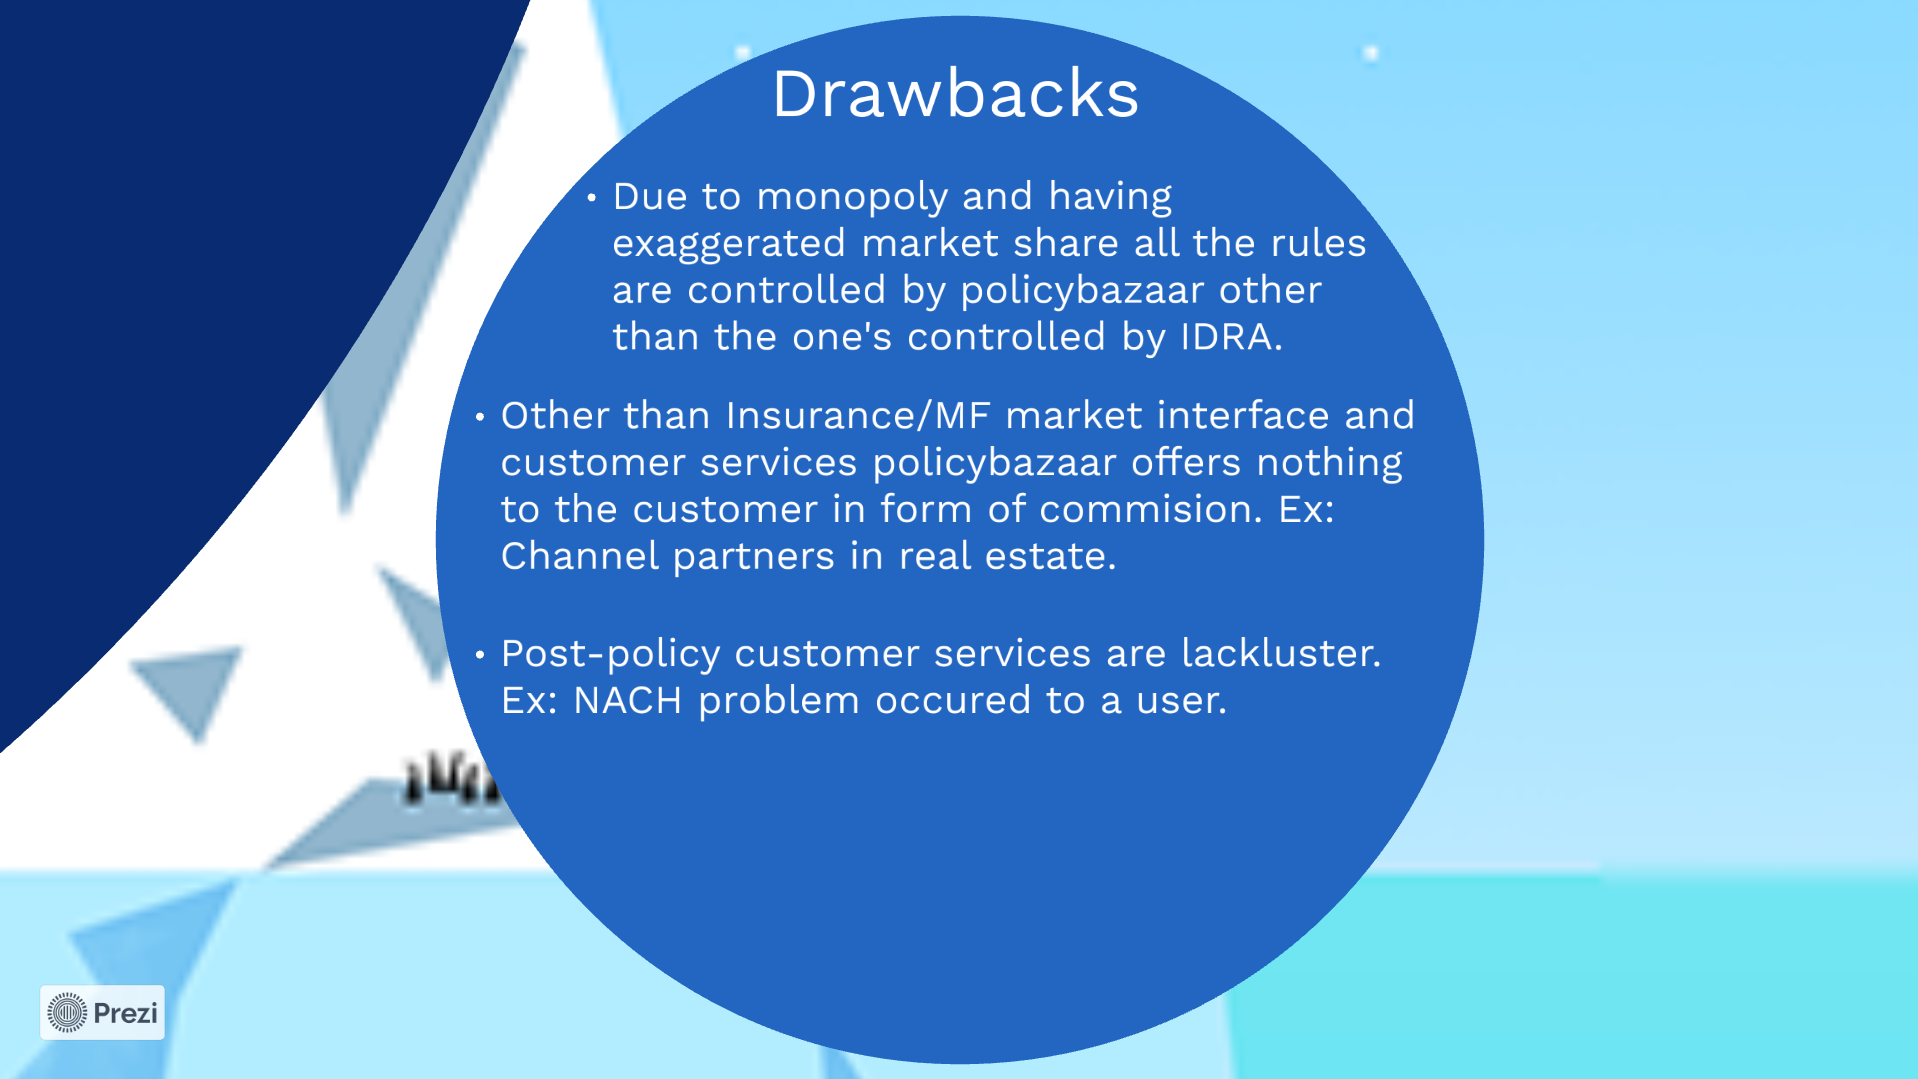 Drawbacks
• Due to monopoly and having
exaggerated market share all the rules
are controlled by policybazaar other
than the one's controlled by IDRA.
• Other than Insurance/MF market interface and
customer services policybazaar offers nothing
to the customer in form of commision. Ex:
Channel partners in real estate.
• Post-policy customer services are lackluster.
Ex: NACH problem occured to a user.
Prezi